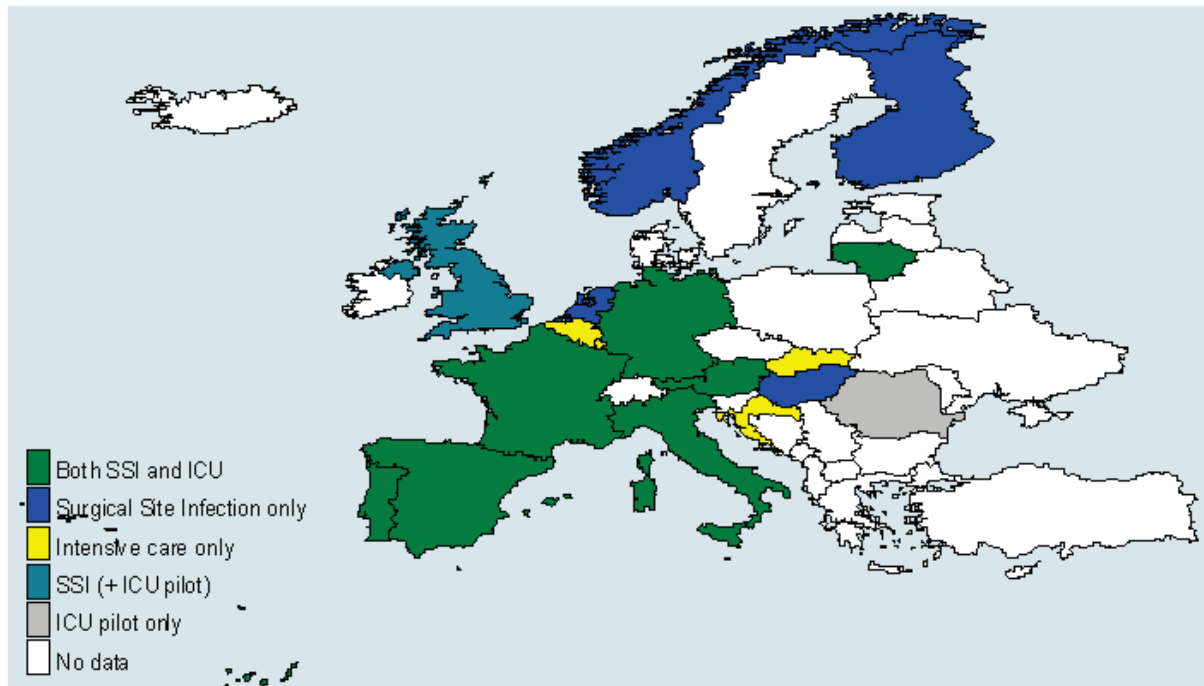 Both SSI and ICU
Surgical Site Infection only
Intensive care only
SSI (+ ICU pilot)
ICU pilot only
No data